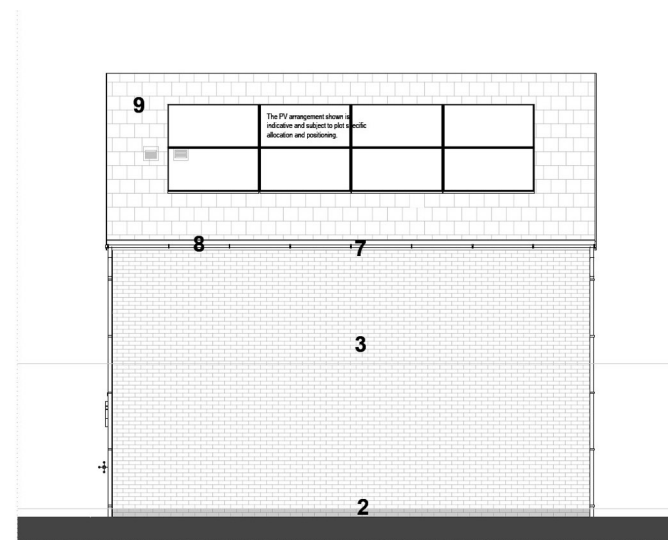 9
The PV arrangement shown is
indicative and subject to plot specific
allocation and positioning.
8
7
3
2